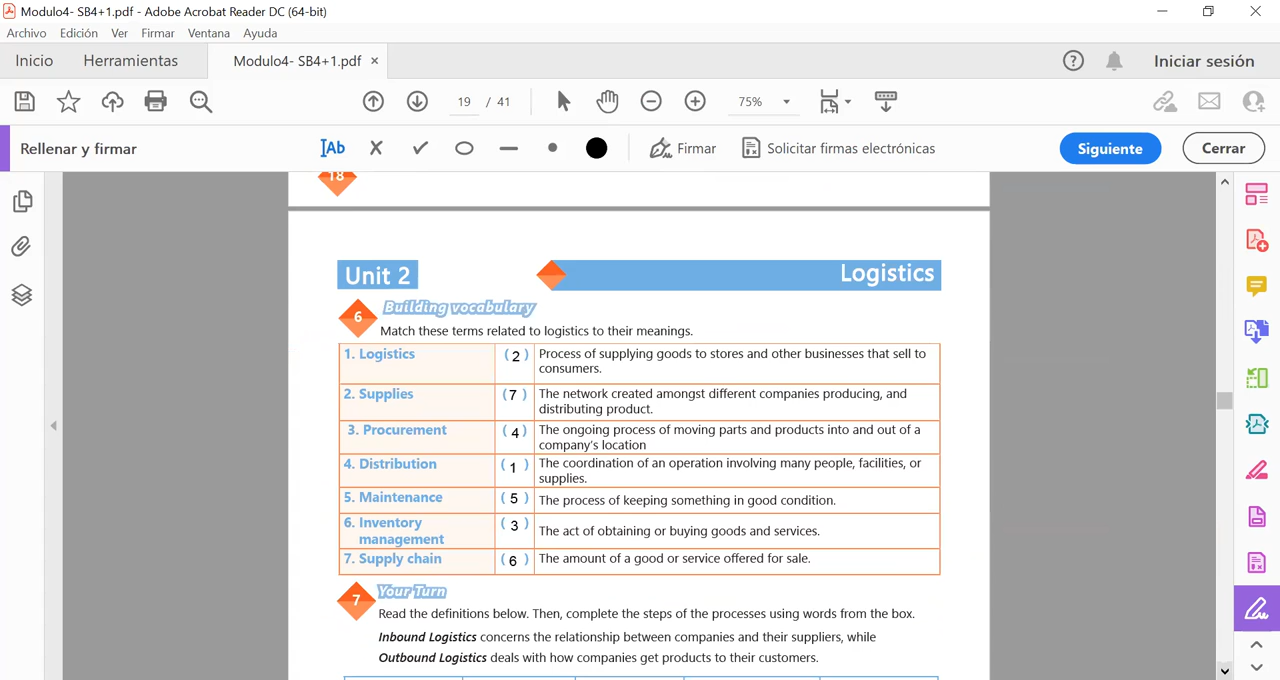 Modulo4- SB4+1.pdf - Adobe Acrobat Reader DC (64-bit)
Archivo Edición Ver Firmar Ventana Ayuda
Inicio Herramientas Modulo4- SB4+1.pdf × Iniciar sesión
19 / 41 75%
Rellenar y firmar Ab Firmar Solicitar firmas electrónicas Siguiente Cerrar
18
Unit 2 Logistics
6 Building vocabulary
Match these terms related to logistics to their meanings.
1. Logistics ( 2 ) Process of supplying goods to stores and other businesses that sell to
consumers.
2. Supplies ( 7 ) The network created amongst different companies producing, and
distributing product.
3. Procurement ( 4 ) The ongoing process of moving parts and products into and out of a
company's location
4. Distribution ( 1 ) The coordination of an operation involving many people, facilities, or
supplies.
5. Maintenance ( 5 ) The process of keeping something in good condition.
6. Inventory
management ( 3 ) The act of obtaining or buying goods and services.
7. Supply chain ( 6 ) The amount of a good or service offered for sale.
7 Your Turn
Read the definitions below. Then, complete the steps of the processes using words from the box.
Inbound Logistics concerns the relationship between companies and their suppliers, while
Outbound Logistics deals with how companies get products to their customers.